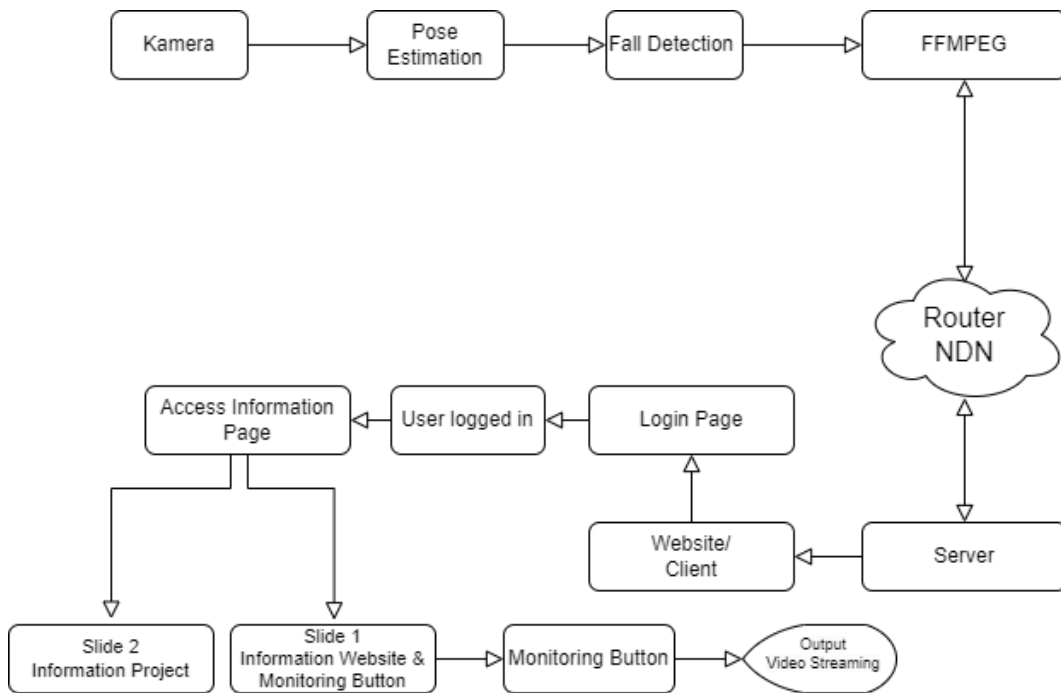 Kamera
Pose
Estimation
Fall Detection
FFMPEG
Router
NDN
Access Information
Page
User logged in
Login Page
Website/
Client
Server
Slide 2
Information Project
Slide 1
Information Website &
Monitoring Button
Monitoring Button
Output
Video Streaming